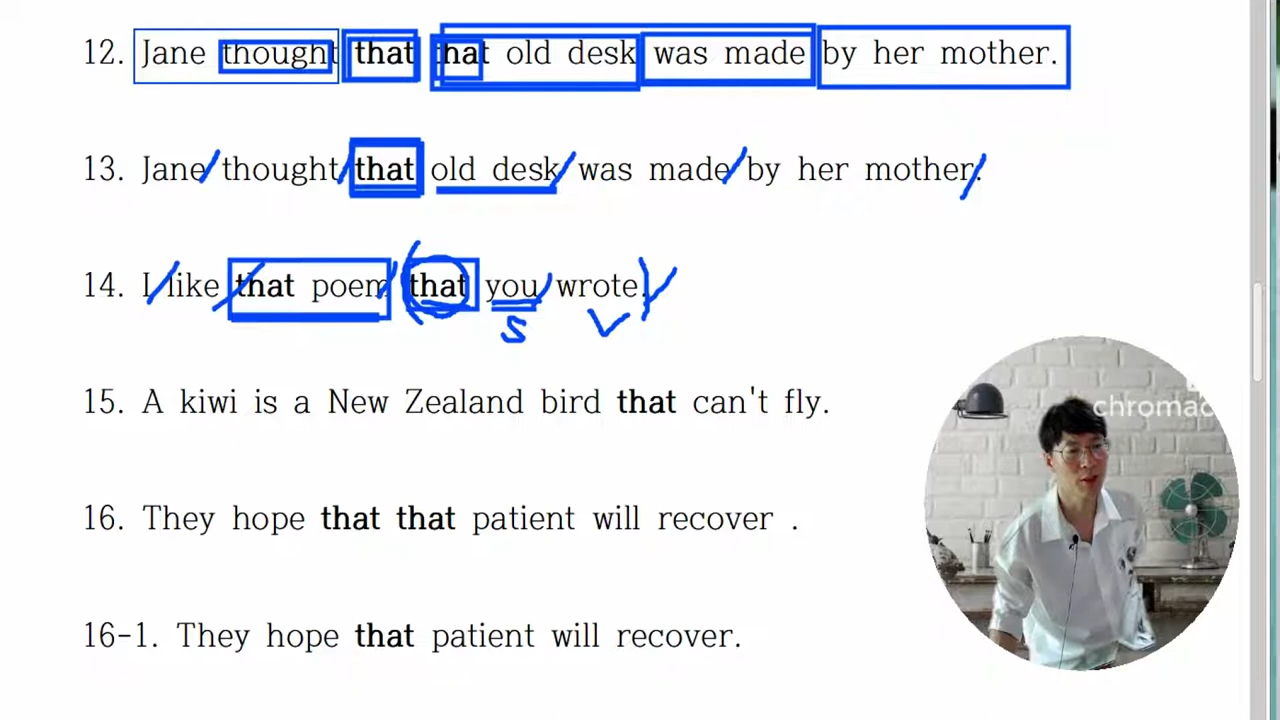 12. Jane thought that that old desk was made by her mother.
13. Jane thought that old desk was made by her mother.
14. I like that poem that you wrote.
S V
15. A kiwi is a New Zealand bird that can't fly.
chromac
16. They hope that that patient will recover .
16-1. They hope that patient will recover.